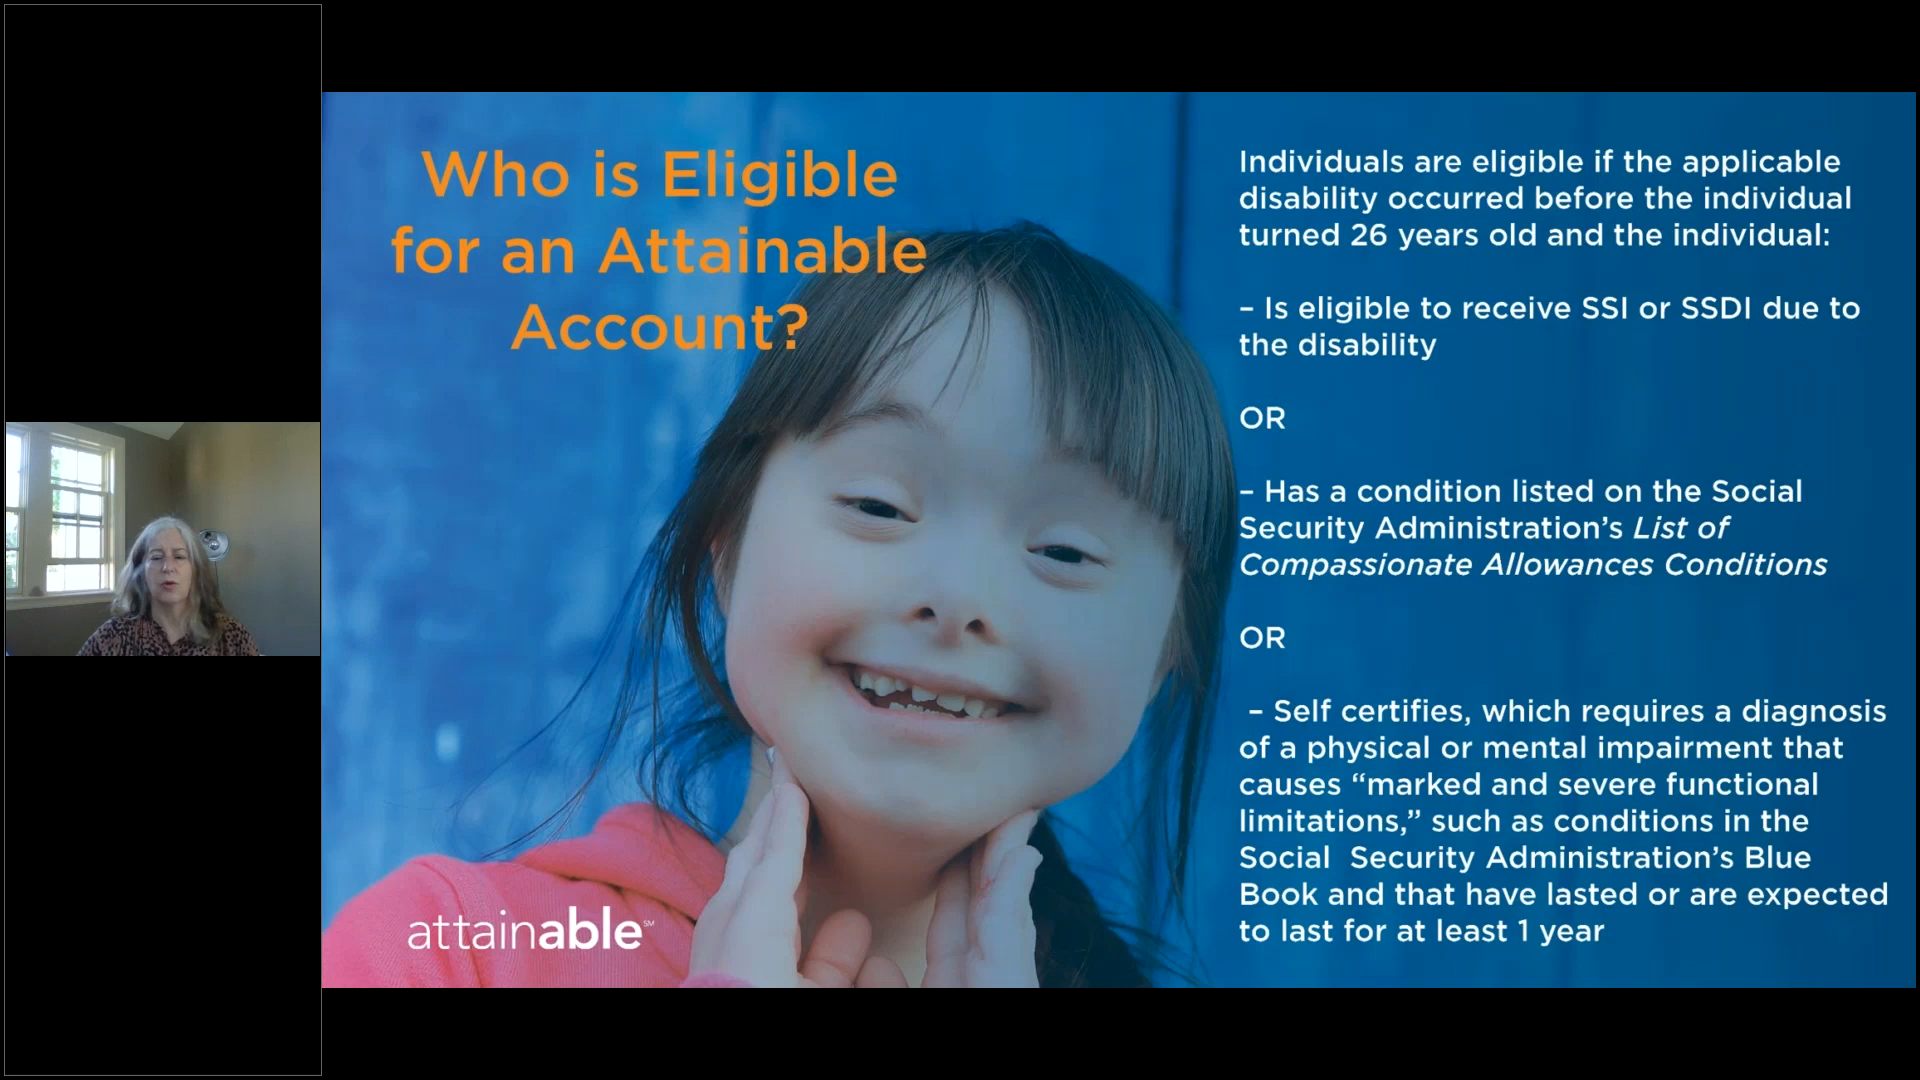 Who is Eligible
for an Attainable
Account?
Individuals are eligible if the applicable
disability occurred before the individual
turned 26 years old and the individual:
– Is eligible to receive SSI or SSDI due to
the disability
OR
– Has a condition listed on the Social
Security Administration’s List of
Compassionate Allowances Conditions
OR
– Self certifies, which requires a diagnosis
of a physical or mental impairment that
causes “marked and severe functional
limitations,” such as conditions in the
Social  Security Administration’s Blue
Book and that have lasted or are expected
to last for at least 1 year
attainable℠